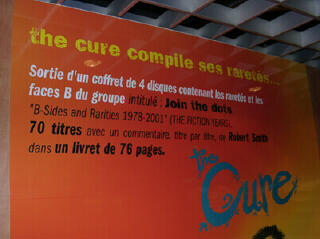 the cure compile ses raretés...
Sortie d'un coffret de 4 disques contenant les raretés et les
faces B du groupe intitulé : Join the dots
"B-Sides and Rarities 1978-2001" (THE FICTION YEARS).
70 titres avec un commentaire, titre par titre, de Robert Smith
dans un livret de 76 pages.
the
Cure